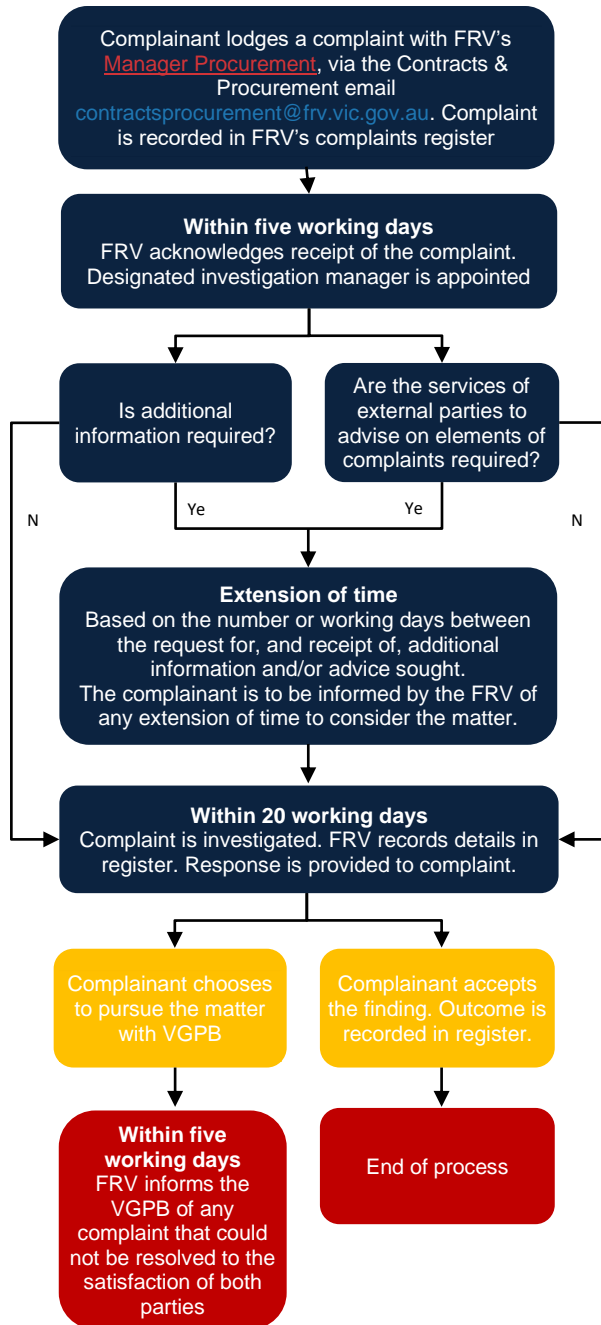 Complainant lodges a complaint with FRV's
Manager Procurement, via the Contracts &
Procurement email
contractsprocurement@frv.vic.gov.au. Complaint
is recorded in FRV's complaints register
Within five working days
FRV acknowledges receipt of the complaint.
Designated investigation manager is appointed
Is additional
information required?
Are the services of
external parties to
advise on elements of
complaints required?
N
Ye
Ye
N
Extension of time
Based on the number or working days between
the request for, and receipt of, additional
information and/or advice sought.
The complainant is to be informed by the FRV of
any extension of time to consider the matter.
Within 20 working days
Complaint is investigated. FRV records details in
register. Response is provided to complaint.
Complainant chooses
to pursue the matter
with VGPB
Complainant accepts
the finding. Outcome is
recorded in register.
Within five
working days
FRV informs the
VGPB of any
complaint that could
not be resolved to the
satisfaction of both
parties
End of process